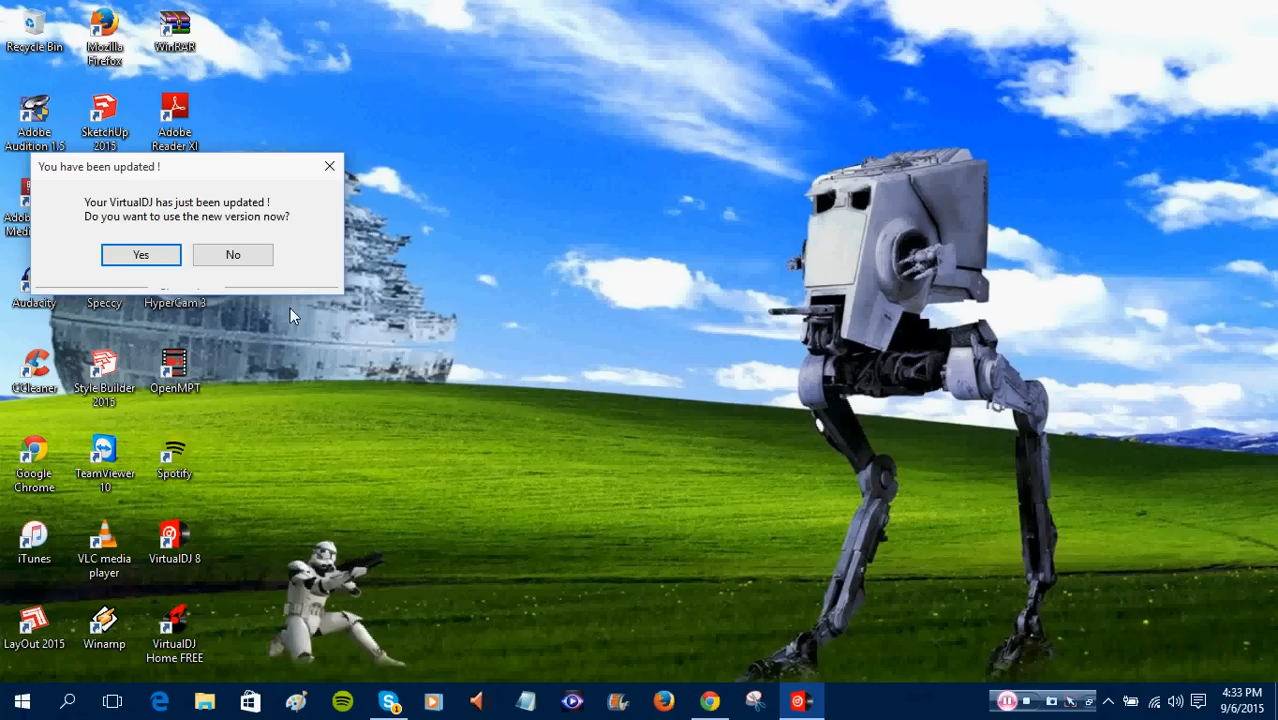 Recycle Bin
Mozilla
Firefox
WinRAR
Adobe
Audition 1.5
SketchUp
2015
Adobe
Reader XI
You have been updated !
Your VirtualDJ has just been updated !
Do you want to use the new version now?
Yes
No
Audacity
Speccy
HyperCam 3
CCleaner
Style Builder
2015
OpenMPT
Google
Chrome
TeamViewer
10
Spotify
iTunes
VLC media
player
VirtualDJ 8
LayOut 2015
Winamp
VirtualDJ
Home FREE
1
4:33 PM
9/6/2015